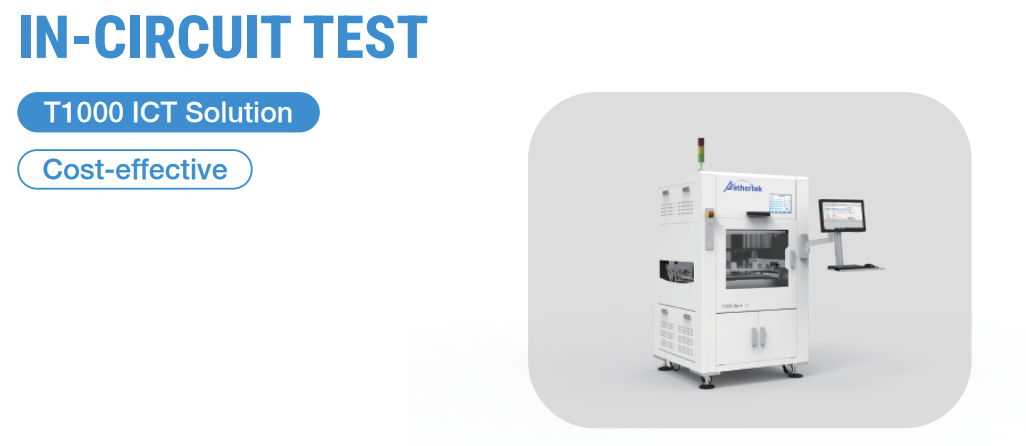 IN-CIRCUIT TEST
T1000 ICT Solution
Cost-effective
Aethertek